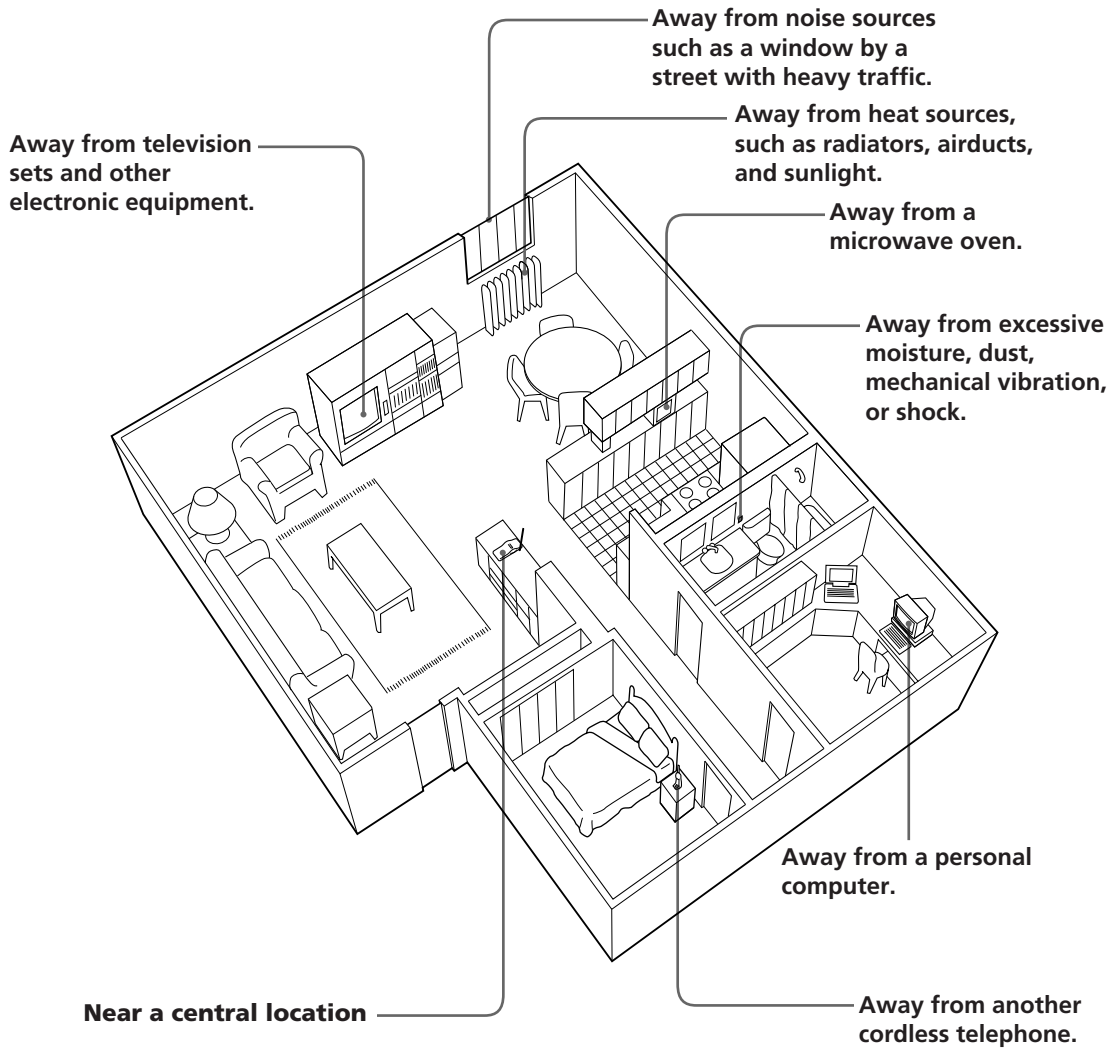 Away from noise sources
such as a window by a
street with heavy traffic.
Away from heat sources,
such as radiators, airducts,
and sunlight.
Away from television
sets and other
electronic equipment.
Away from a
microwave oven.
Away from excessive
moisture, dust,
mechanical vibration,
or shock.
Away from a personal
computer.
Near a central location
Away from another
cordless telephone.